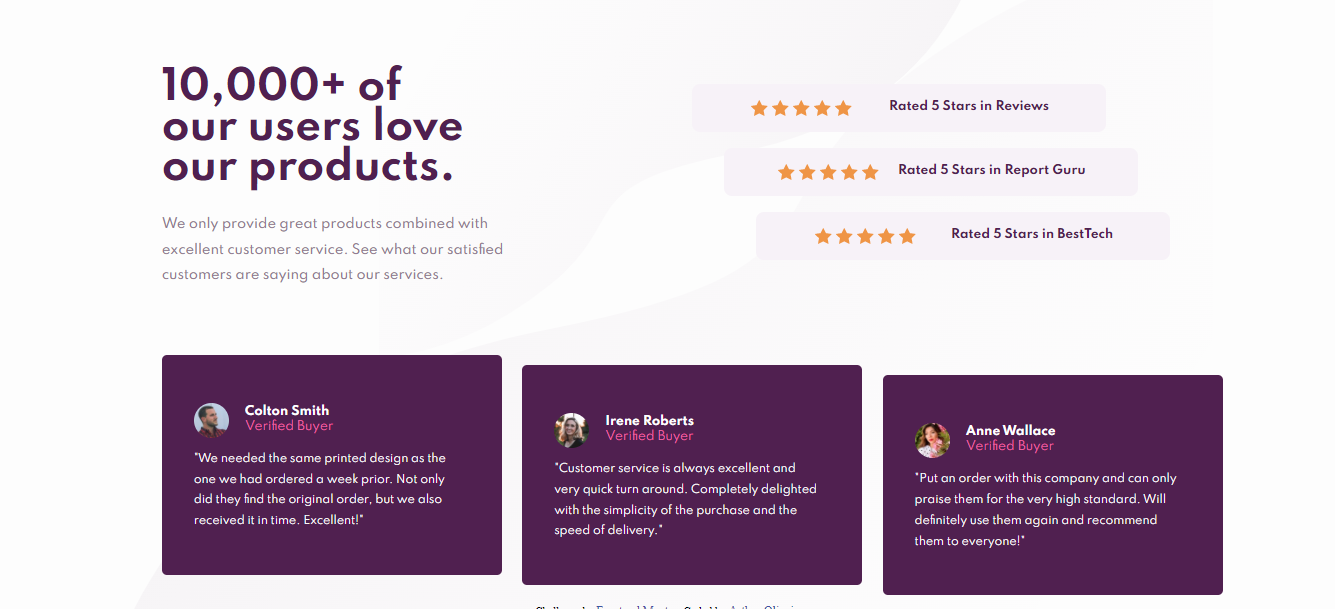 10,000+ of
our users love
our products.
We only provide great products combined with
excellent customer service. See what our satisfied
customers are saying about our services.
Rated 5 Stars in Reviews
Rated 5 Stars in Report Guru
Rated 5 Stars in BestTech
Colton Smith
Verified Buyer
"We needed the same printed design as the
one we had ordered a week prior. Not only
did they find the original order, but we also
received it in time. Excellent!"
Irene Roberts
Verified Buyer
"Customer service is always excellent and
very quick turn around. Completely delighted
with the simplicity of the purchase and the
speed of delivery."
Anne Wallace
Verified Buyer
"Put an order with this company and can only
praise them for the very high standard. Will
definitely use them again and recommend
them to everyone!"